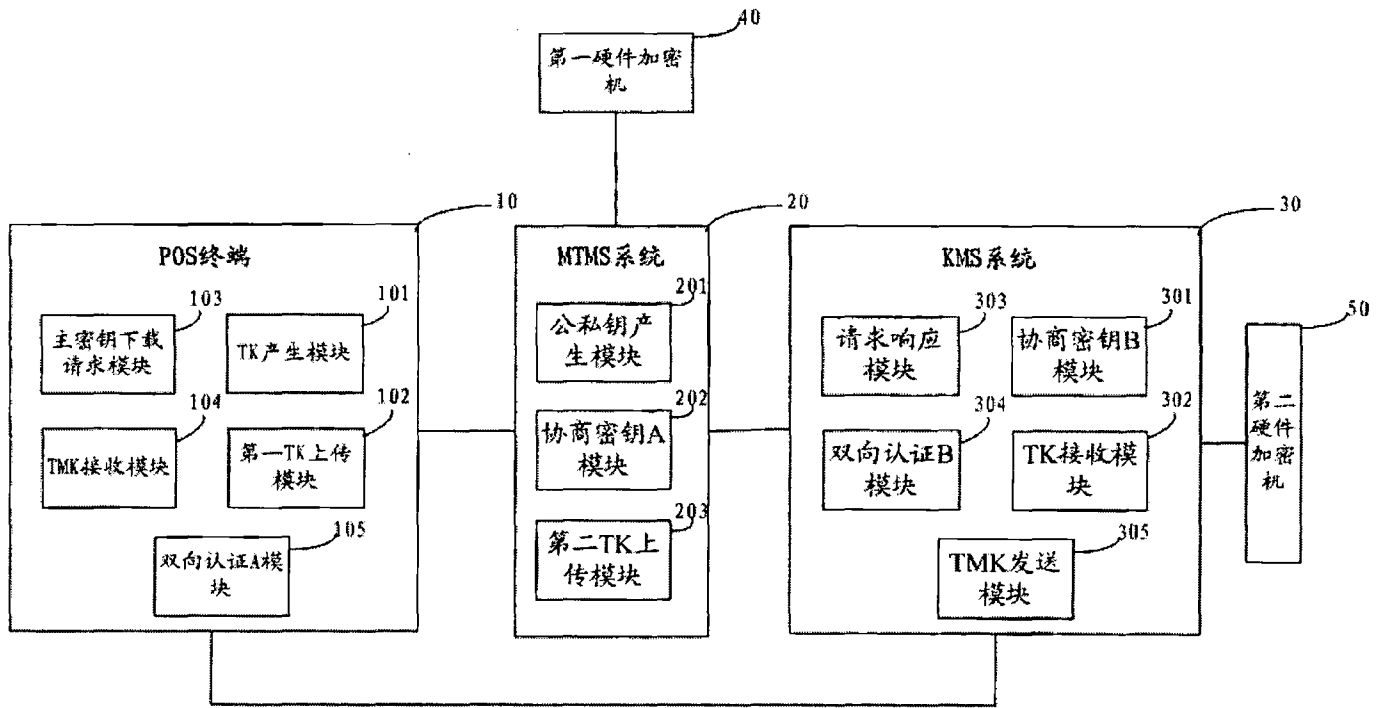 40
第一硬件加密
机
10
20
30
POS终端
MTMS系统
KMS系统
103
101
201
303
301
50
主密钥下载
请求模块
TK产生模块
公私钥产
生模块
请求响应
模块
协商密钥B
模块
104
102
202
304
302
TMK接收模块
第一TK上传
模块
协商密钥A
模块
双向认证B
模块
TK接收模
块
第二
硬件
加密
机
105
203
305
双向认证A模
块
第二TK上
传模块
TMK发送
模块